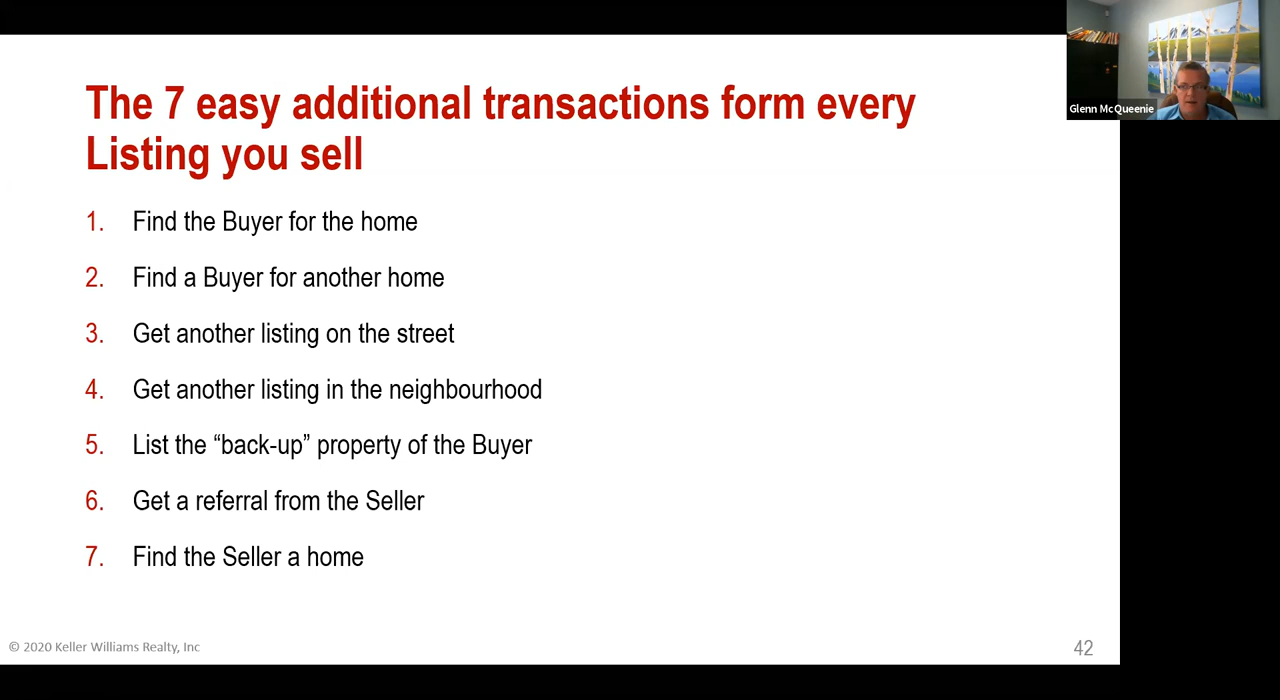 The 7 easy additional transactions form every
Listing you sell
1. Find the Buyer for the home
2. Find a Buyer for another home
3. Get another listing on the street
4. Get another listing in the neighbourhood
5. List the “back-up” property of the Buyer
6. Get a referral from the Seller
7. Find the Seller a home
© 2020 Keller Williams Realty, Inc
42
Glenn McQueenie